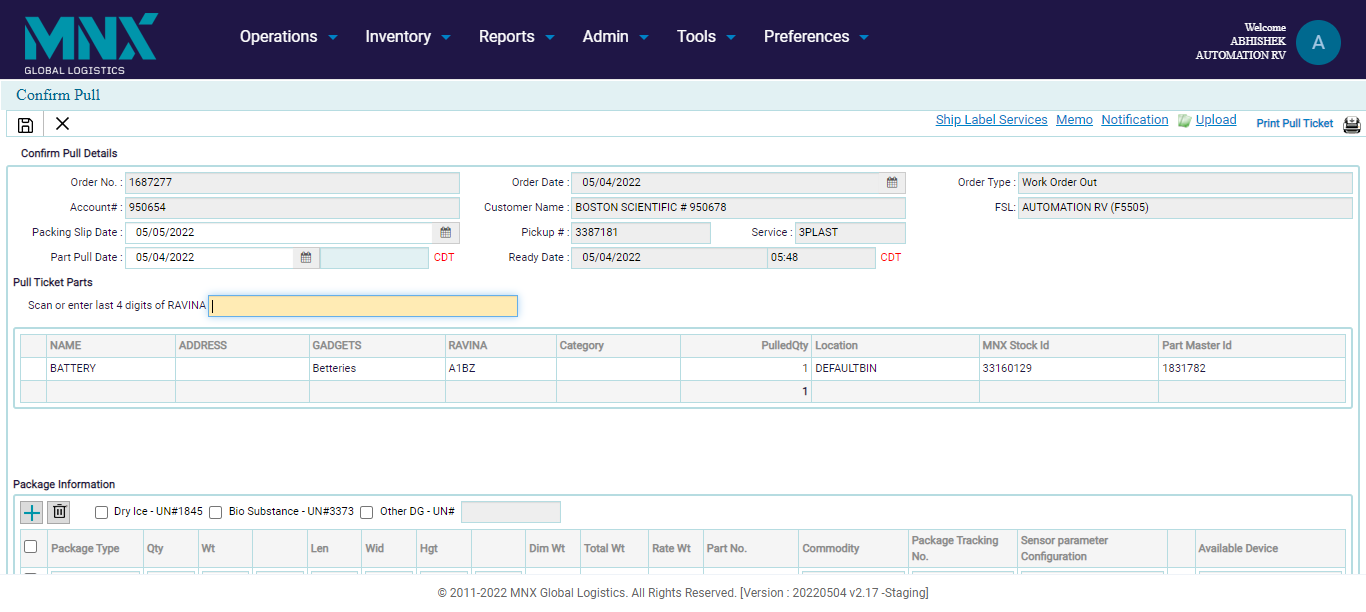 MNX
GLOBAL LOGISTICS
Operations Inventory Reports Admin Tools Preferences
Welcome
ABHISHEK
AUTOMATION RV
A
Confirm Pull
Ship Label Services Memo Notification Upload Print Pull Ticket
Confirm Pull Details
Order No. : 1687277 Order Date : 05/04/2022 Order Type : Work Order Out
Account# : 950654 Customer Name : BOSTON SCIENTIFIC # 950678 FSL: AUTOMATION RV (F5505)
Packing Slip Date : 05/05/2022 Pickup # : 3387181 Service : 3PLAST
Part Pull Date : 05/04/2022 CDT Ready Date : 05/04/2022 05:48 CDT
Pull Ticket Parts
Scan or enter last 4 digits of RAVINA
NAME ADDRESS GADGETS RAVINA Category PulledQty Location MNX Stock Id Part Master Id
BATTERY Betteries A1BZ 1 DEFAULTBIN 33160129 1831782
1
Package Information
Dry Ice - UN#1845 Bio Substance - UN#3373 Other DG - UN#
Package Type Qty Wt Len Wid Hgt Dim Wt Total Wt Rate Wt Part No. Commodity Package Tracking No. Sensor parameter Configuration Available Device
© 2011-2022 MNX Global Logistics. All Rights Reserved. [Version : 20220504 v2.17 -Staging]